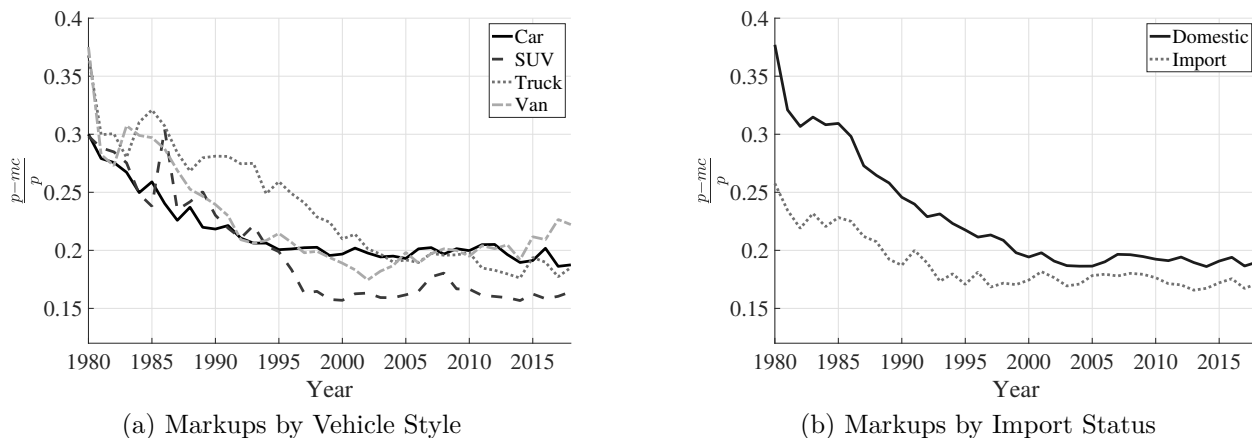 0.4
0.35
0.3
0.25
0.2
0.15
p−mc
p
1980 1985 1990 1995 2000 2005 2010 2015
Year
Car
SUV
Truck
Van
(a) Markups by Vehicle Style
0.4
0.35
0.3
0.25
0.2
0.15
p−mc
p
1980 1985 1990 1995 2000 2005 2010 2015
Year
Domestic
Import
(b) Markups by Import Status